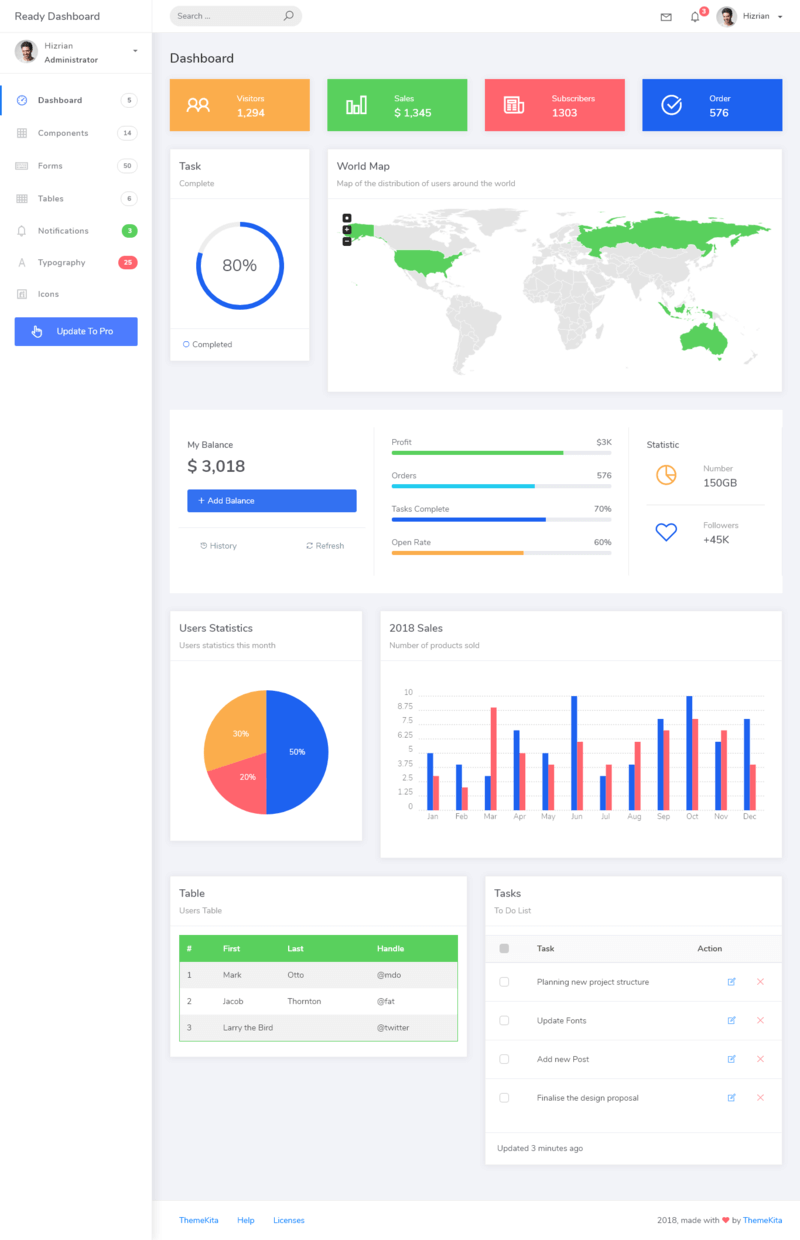 Ready Dashboard
Search ...
3
Hizrian
Hizrian
Administrator
Dashboard 5
Components 14
Forms 50
Tables 6
Notifications 3
Typography 25
Icons
Update To Pro
Dashboard
Visitors
1,294
Sales
$ 1,345
Subscribers
1303
Order
576
Task
Complete
80%
Completed
World Map
Map of the distribution of users around the world
+
−
My Balance
$ 3,018
+ Add Balance
History
Refresh
Profit $3K
Orders 576
Tasks Complete 70%
Open Rate 60%
Statistic
Number
150GB
Followers
+45K
Users Statistics
Users statistics this month
30%
50%
20%
2018 Sales
Number of products sold
10
8.75
7.5
6.25
5
3.75
2.5
1.25
0
Jan Feb Mar Apr May Jun Jul Aug Sep Oct Nov Dec
Table
Users Table
# First Last Handle
1 Mark Otto @mdo
2 Jacob Thornton @fat
3 Larry the Bird @twitter
Tasks
To Do List
Task Action
Planning new project structure
Update Fonts
Add new Post
Finalise the design proposal
Updated 3 minutes ago
ThemeKita Help Licenses
2018, made with ❤ by ThemeKita